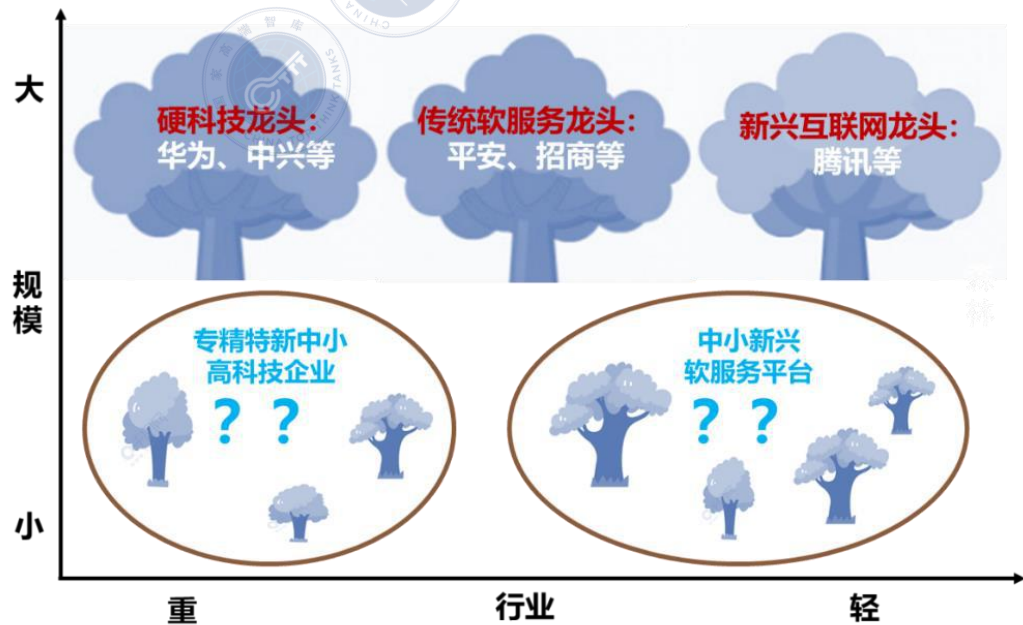 大
硬科技龙头：
华为、中兴等
传统软服务龙头：
平安、招商等
新兴互联网龙头：
腾讯等
规
模
专精特新中小
高科技企业
？？
中小新兴
软服务平台
？？
小
重
行业
轻